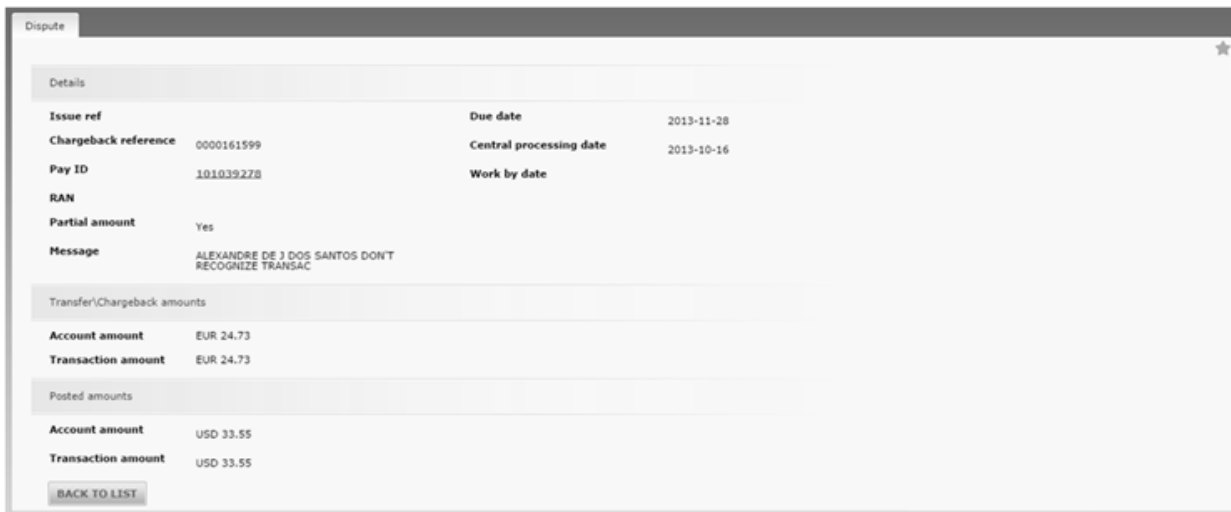 Dispute
Details
Issue ref
Due date 2013-11-28
Chargeback reference 0000161599
Central processing date 2013-10-16
Pay ID 101039278
Work by date
RAN
Partial amount Yes
Message ALEXANDRE DE J DOS SANTOS DON'T
RECOGNIZE TRANSAC
Transfer\Chargeback amounts
Account amount EUR 24.73
Transaction amount EUR 24.73
Posted amounts
Account amount USD 33.55
Transaction amount USD 33.55
BACK TO LIST